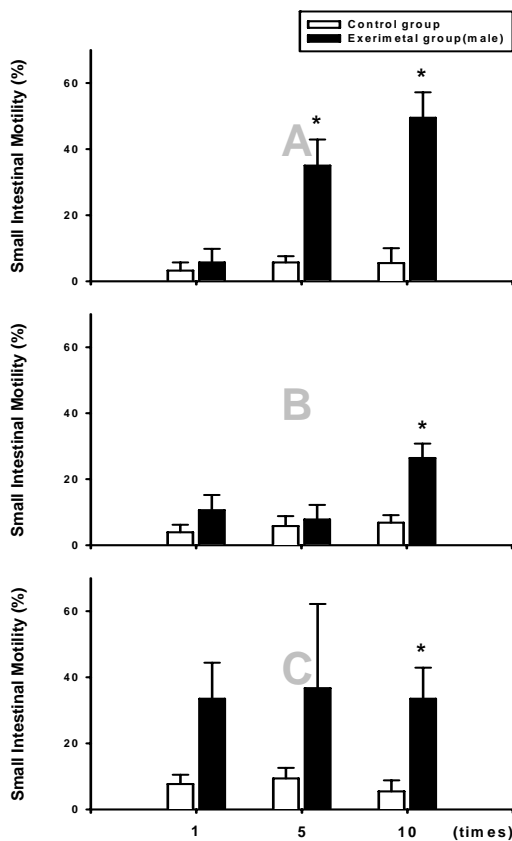 Control group
Exerimetal group(male)
Small Intestinal Motility (%)
60
40
20
0
A
*
*
Small Intestinal Motility (%)
60
40
20
0
B
*
Small Intestinal Motility (%)
60
40
20
0
C
*
1 5 10 (times)